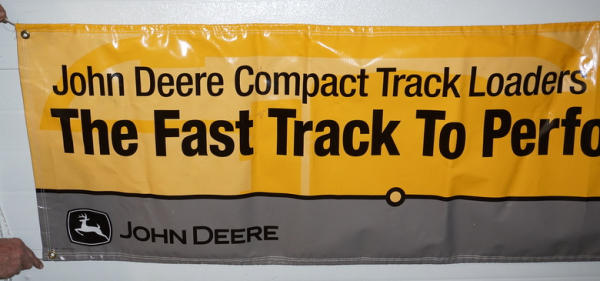 John Deere Compact Track Loaders
The Fast Track To Perfo
JOHN DEERE